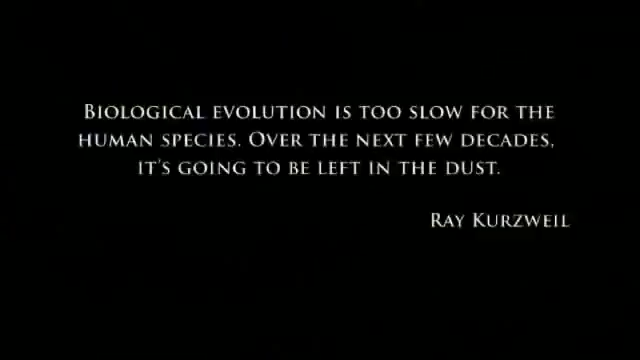 Biological evolution is too slow for the
human species. Over the next few decades,
it's going to be left in the dust.
Ray Kurzweil